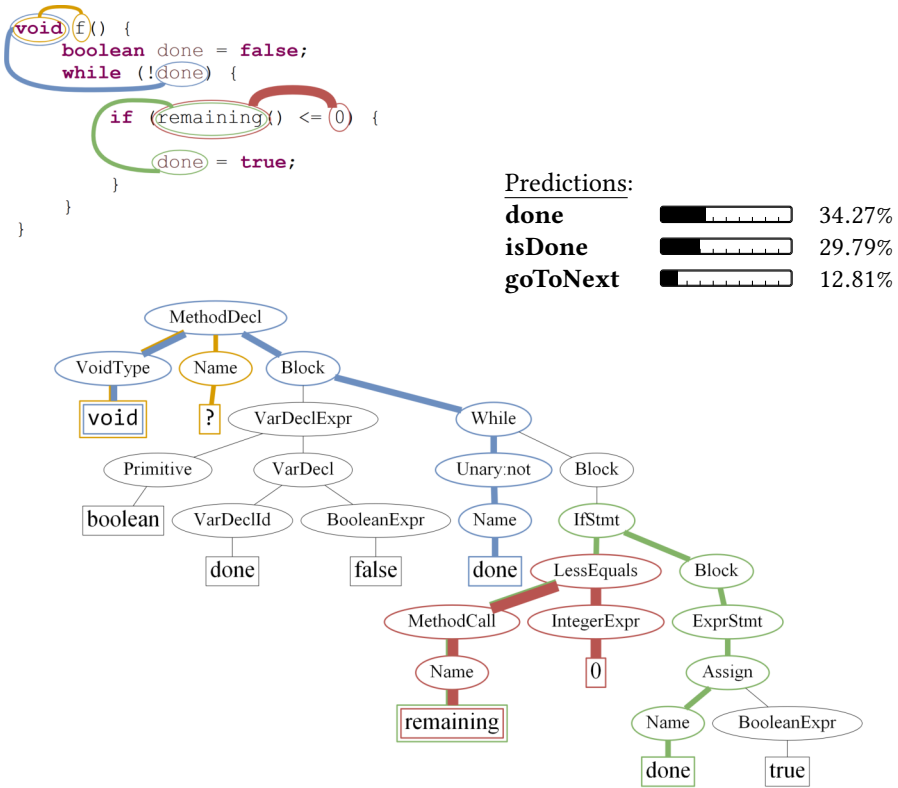 void f() {
boolean done = false;
while (!done) {
if (remaining() <= 0) {
done = true;
}
}
}
Predictions:
done 34.27%
isDone 29.79%
goToNext 12.81%
MethodDecl
VoidType Name Block
void ? VarDeclExpr While
Primitive VarDecl Unary:not Block
boolean VarDeclId BooleanExpr Name IfStmt
done false done LessEquals Block
MethodCall IntegerExpr ExprStmt
Name 0 Assign
remaining Name BooleanExpr
done true